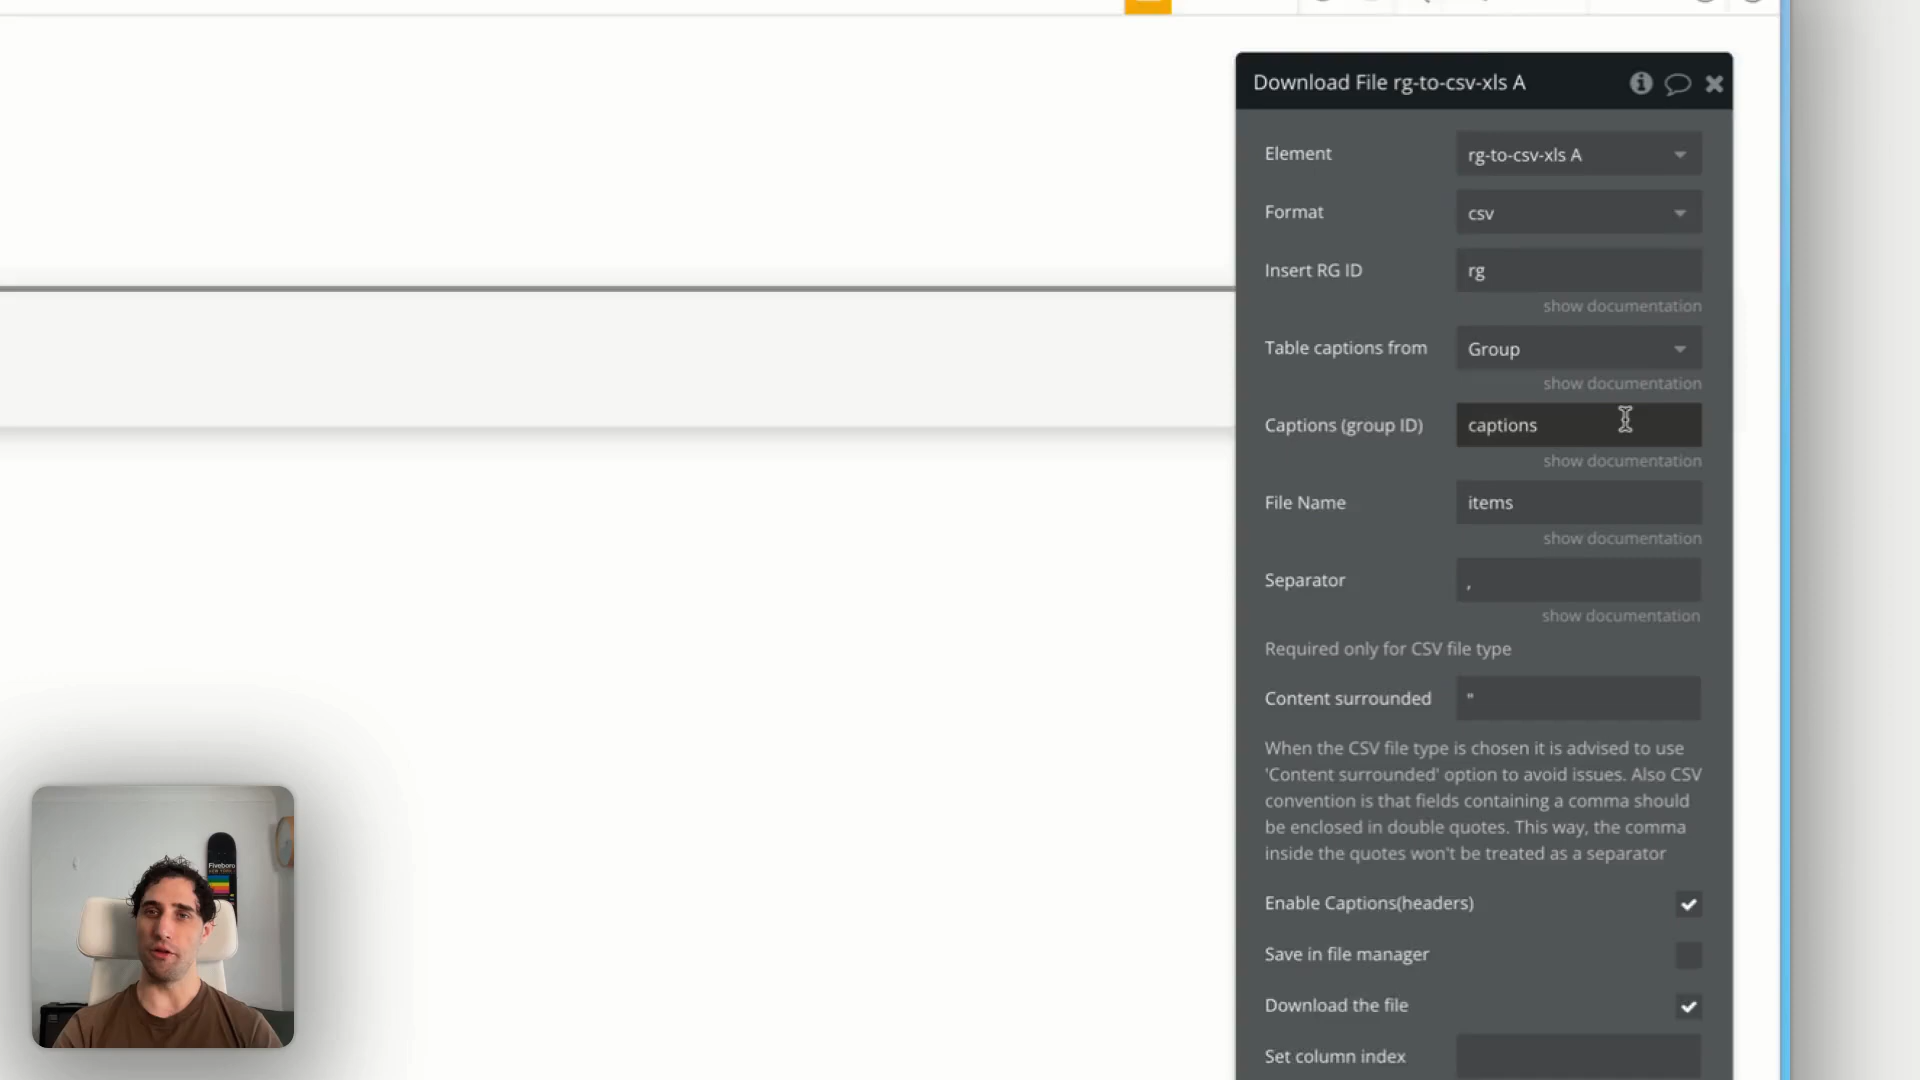 Download File rg-to-csv-xls A
Element
rg-to-csv-xls A
Format
csv
Insert RG ID
rg
show documentation
Table captions from
Group
show documentation
Captions (group ID)
captions
show documentation
File Name
items
show documentation
Separator
,
show documentation
Required only for CSV file type
Content surrounded
"
When the CSV file type is chosen it is advised to use
'Content surrounded' option to avoid issues. Also CSV
convention is that fields containing a comma should
be enclosed in double quotes. This way, the comma
inside the quotes won't be treated as a separator
Enable Captions(headers)
Save in file manager
Download the file
Set column index
Fiveboro